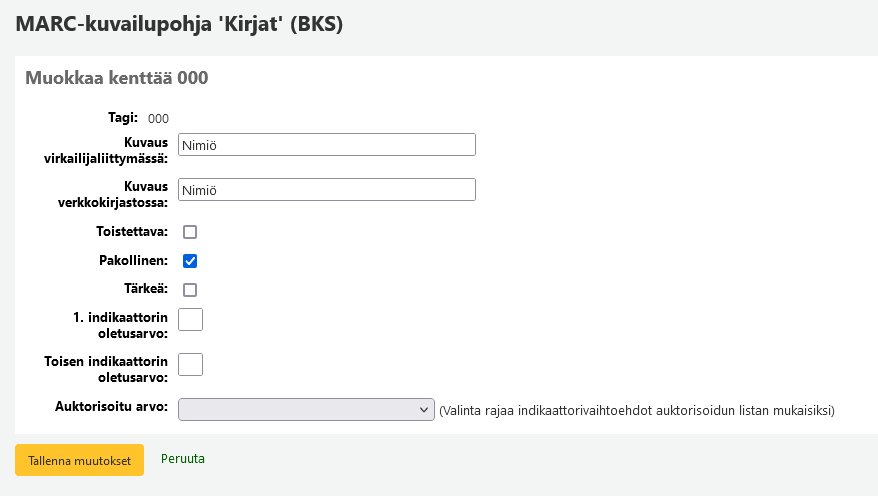 MARC-kuvailupohja 'Kirjat' (BKS)
Muokkaa kenttää 000
Tagi: 000
Kuvaus
virkailijaliittymässä:
Nimiö
Kuvaus
verkkokirjastossa:
Nimiö
Toistettava:
Pakollinen:
Tärkeä:
1. indikaattorin
oletusarvo:
Toisen indikaattorin
oletusarvo:
Auktorisoitu arvo: (Valinta rajaa indikaattorivaihtoehdot auktorisoidun listan mukaisiksi)
Tallenna muutokset Peruuta